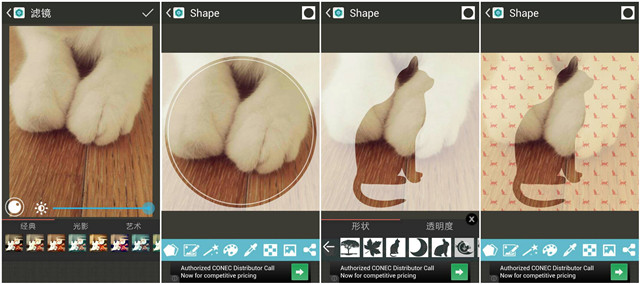 滤镜
经典
光影
艺术
Shape
Authorized CONEC Distributor Call
Now for competitive pricing
Shape
形状
透明度
X
Authorized CONEC Distributor Call
Now for competitive pricing
Shape
Authorized CONEC Distributor Call
Now for competitive pricing